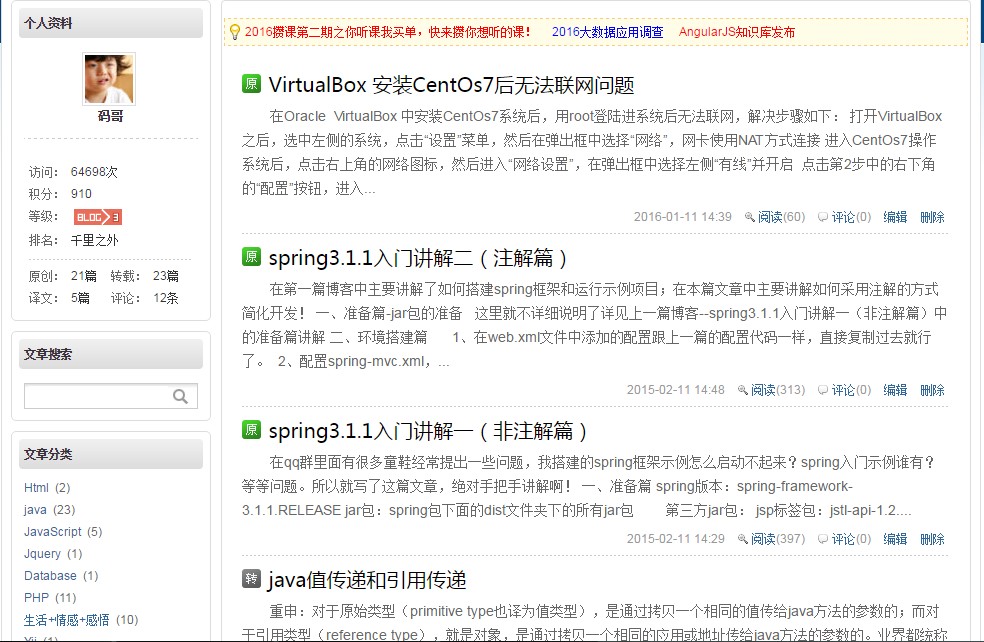 个人资料
码哥
访问： 64698次
积分： 910
等级： BLOG 3
排名： 千里之外
原创： 21篇 转载： 23篇
译文： 5篇 评论： 12条
文章搜索
文章分类
Html (2)
java (23)
JavaScript (5)
Jquery (1)
Database (1)
PHP (11)
生活+情感+感悟 (10)
Yii (1)
2016攒课第二期之你听课我买单，快来攒你想听的课！ 2016大数据应用调查 AngularJS知识库发布
原 VirtualBox 安装CentOs7后无法联网问题
在Oracle VirtualBox 中安装CentOs7系统后，用root登陆进系统后无法联网，解决步骤如下： 打开VirtualBox
之后，选中左侧的系统，点击“设置”菜单，然后在弹出框中选择“网络”，网卡使用NAT方式连接 进入CentOs7操作
系统后，点击右上角的网络图标，然后进入“网络设置”，在弹出框中选择左侧“有线”并开启 点击第2步中的右下角
的“配置”按钮，进入...
2016-01-11 14:39 阅读(60) 评论(0) 编辑 删除
原 spring3.1.1入门讲解二（注解篇）
在第一篇博客中主要讲解了如何搭建spring框架和运行示例项目；在本篇文章中主要讲解如何采用注解的方式
简化开发！ 一、准备篇-jar包的准备 这里就不详细说明了详见上一篇博客--spring3.1.1入门讲解一（非注解篇）中
的准备篇讲解 二、环境搭建篇 1、在web.xml文件中添加的配置跟上一篇的配置代码一样，直接复制过去就行
了。 2、配置spring-mvc.xml，...
2015-02-11 14:48 阅读(313) 评论(0) 编辑 删除
原 spring3.1.1入门讲解一（非注解篇）
在qq群里面有很多童鞋经常提出一些问题，我搭建的spring框架示例怎么启动不起来？spring入门示例谁有？
等等问题。所以就写了这篇文章，绝对手把手讲解啊！ 一、准备篇 spring版本：spring-framework-
3.1.1.RELEASE jar包：spring包下面的dist文件夹下的所有jar包 第三方jar包： jsp标签包：jstl-api-1.2....
2015-02-11 14:29 阅读(397) 评论(0) 编辑 删除
转 java值传递和引用传递
重申：对于原始类型（primitive type也译为值类型），是通过拷贝一个相同的值传给java方法的参数的；而对
于引用类型（reference type），就是对象，是通过拷贝一个相同的应用或地址传给java方法的参数的。业界都统称